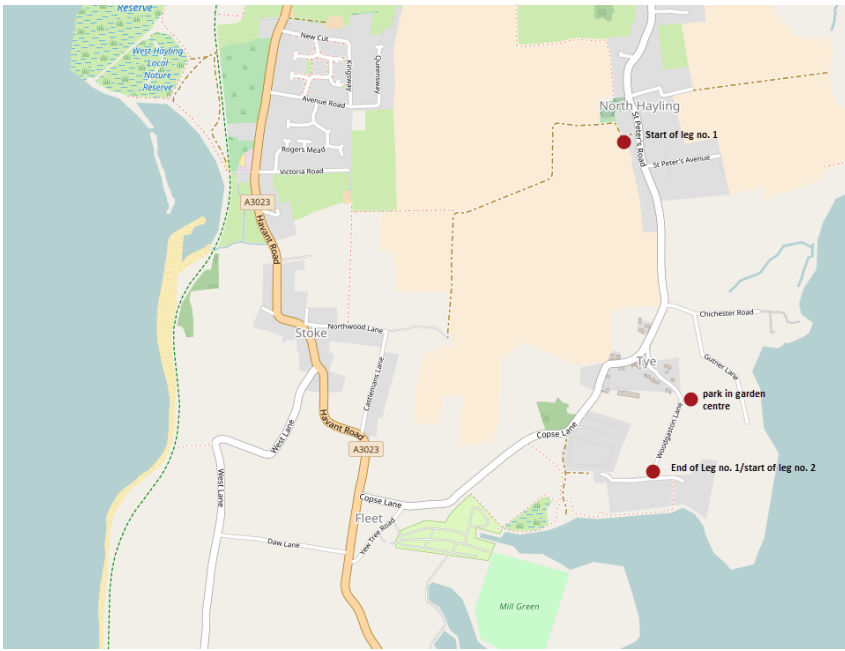 Reserve
West Hayling
Local
Nature
Reserve
New Cut
Kingsway
Queensway
Avenue Road
Rogers Mead
Victoria Road
A3023
Havant Road
North Hayling
St Peter's Road
Start of leg no. 1
St Peter's Avenue
Stoke
Northwood Lane
Castlemans Lane
Chichester Road
Gutner Lane
Tye
park in garden
centre
Woodgaston Lane
Copse Lane
End of Leg no. 1/start of leg no. 2
Havant Road
A3023
West Lane
West Lane
Copse Lane
Fleet
Yew Tree Road
Daw Lane
Mill Green